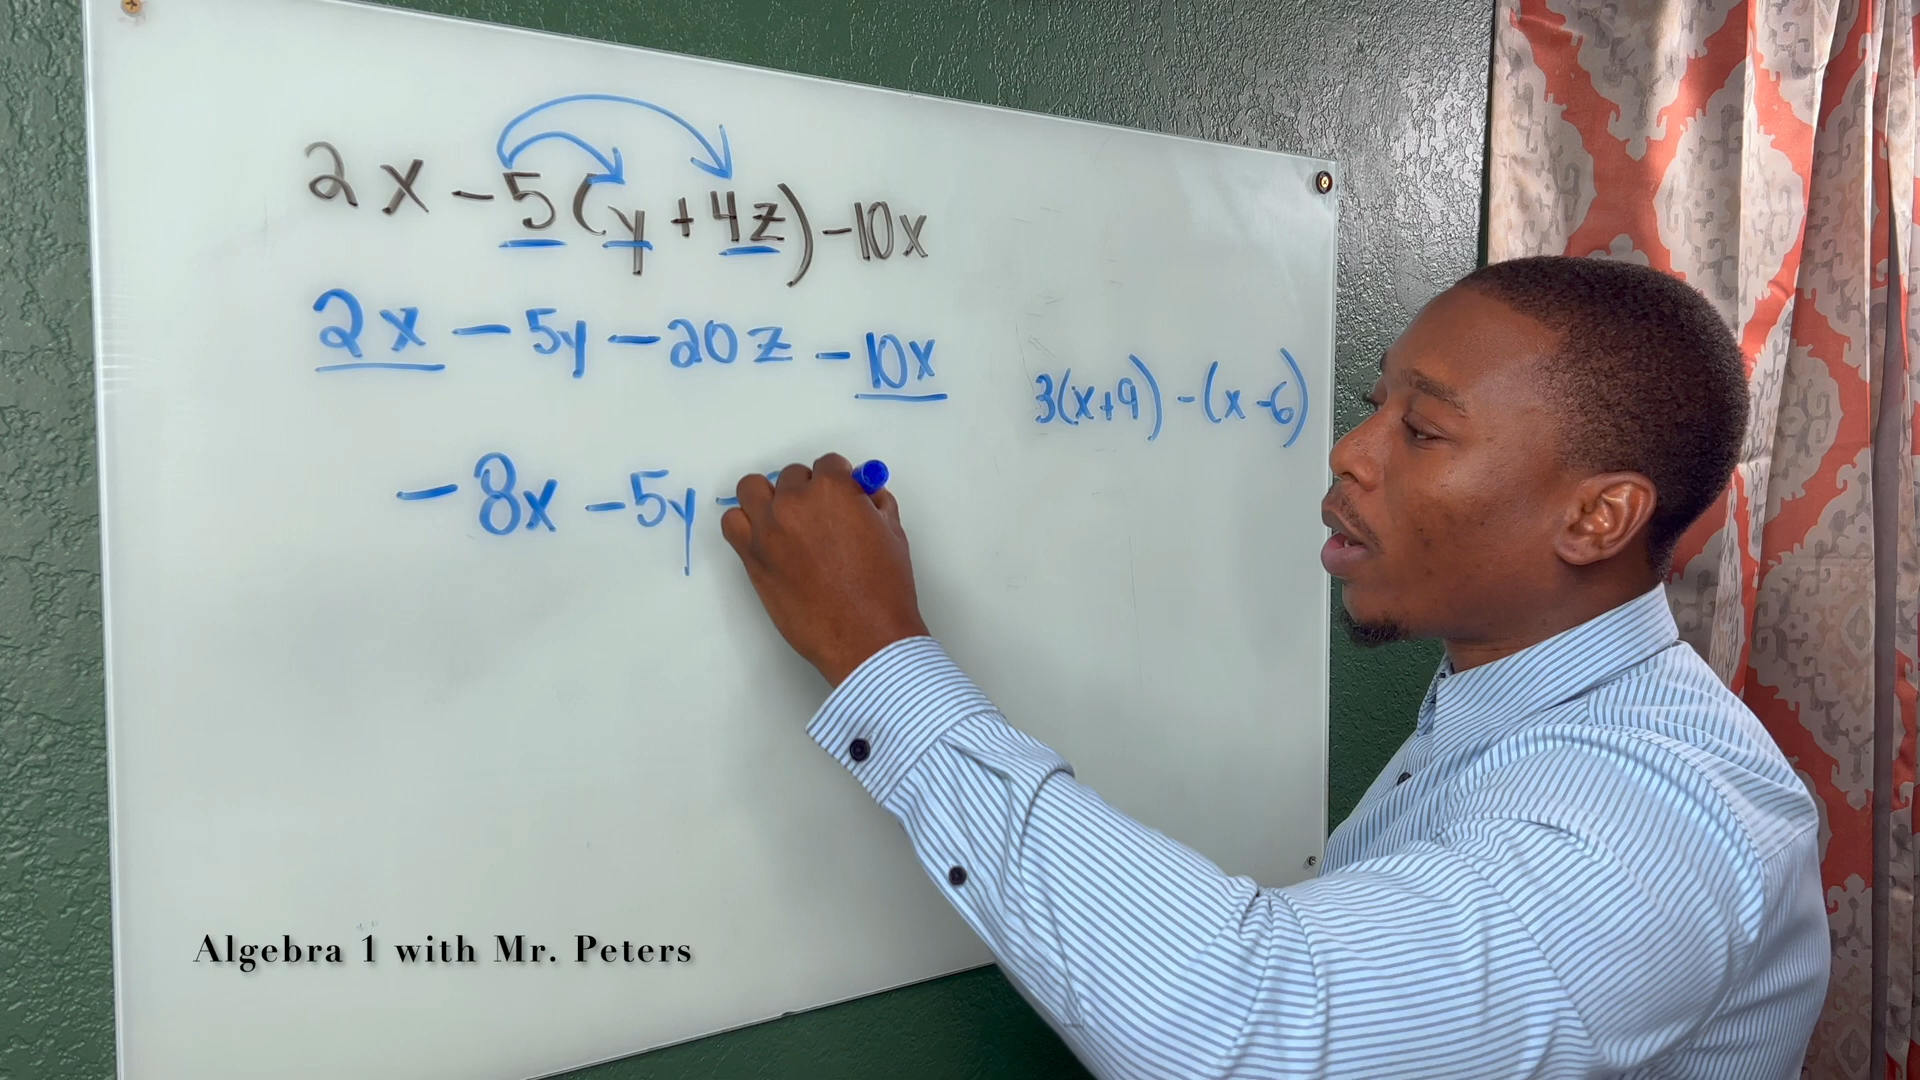 2x - 5(y + 4z) - 10x
2x - 5y - 20z - 10x
3(x+9) - (x-6)
- 8x - 5y -
Algebra 1 with Mr. Peters